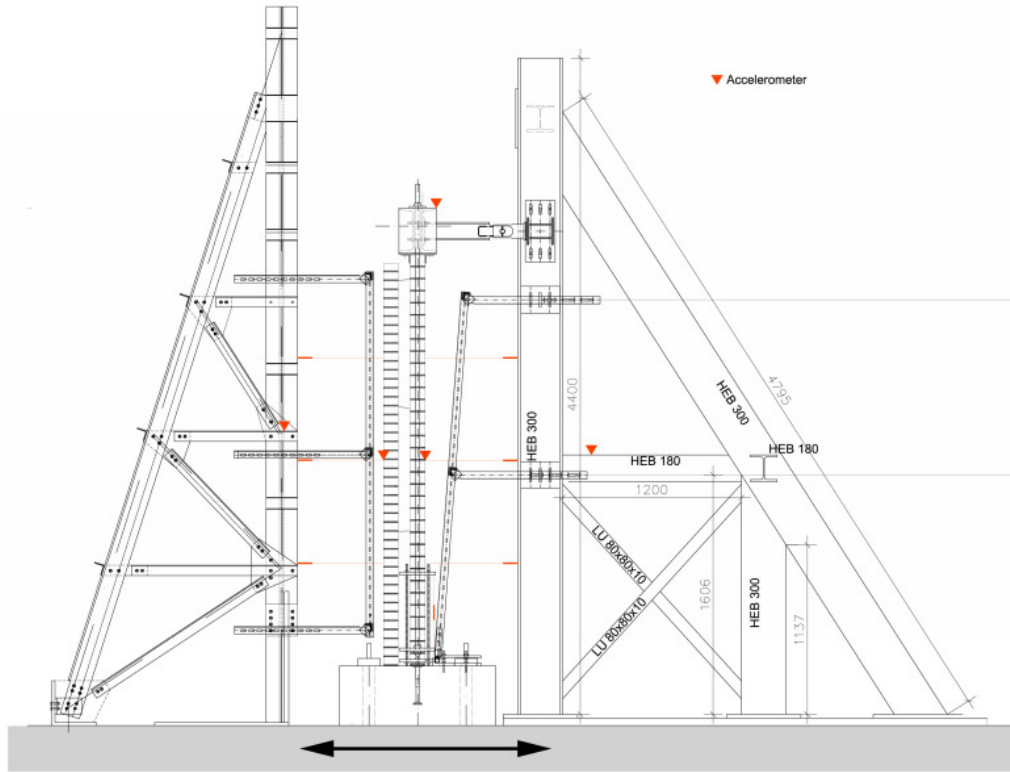 Accelerometer
4400
4795
HEB 300
HEB 300
HEB 180
HEB 180
1200
LU 80x80x10
LU 80x80x10
1606
HEB 300
1137